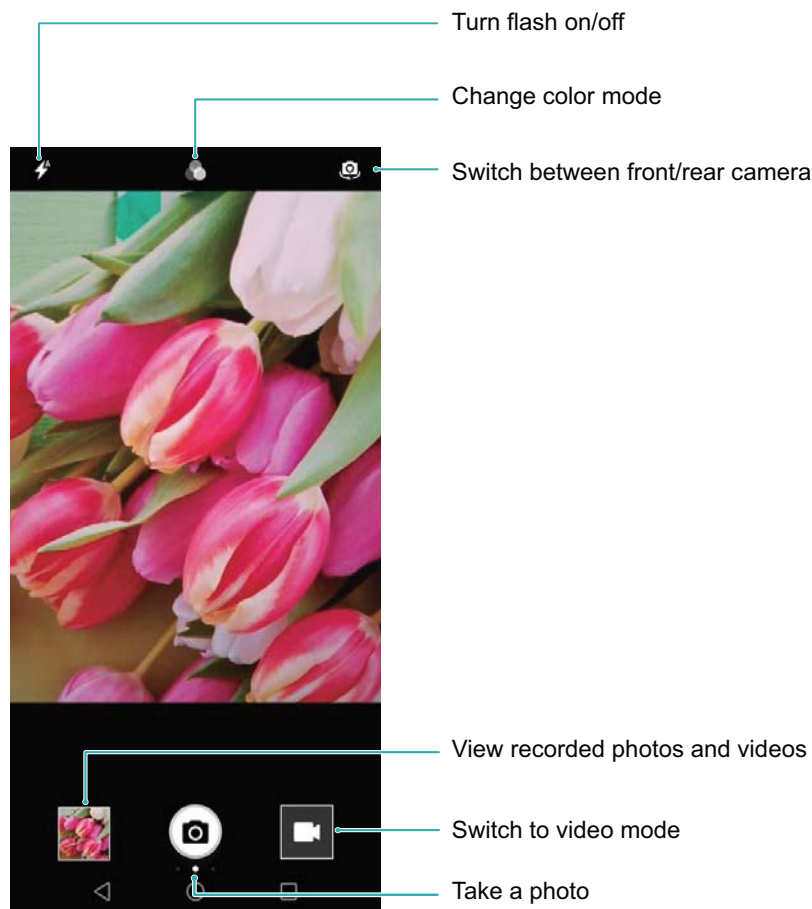 Turn flash on/off
Change color mode
Switch between front/rear camera
View recorded photos and videos
Switch to video mode
Take a photo